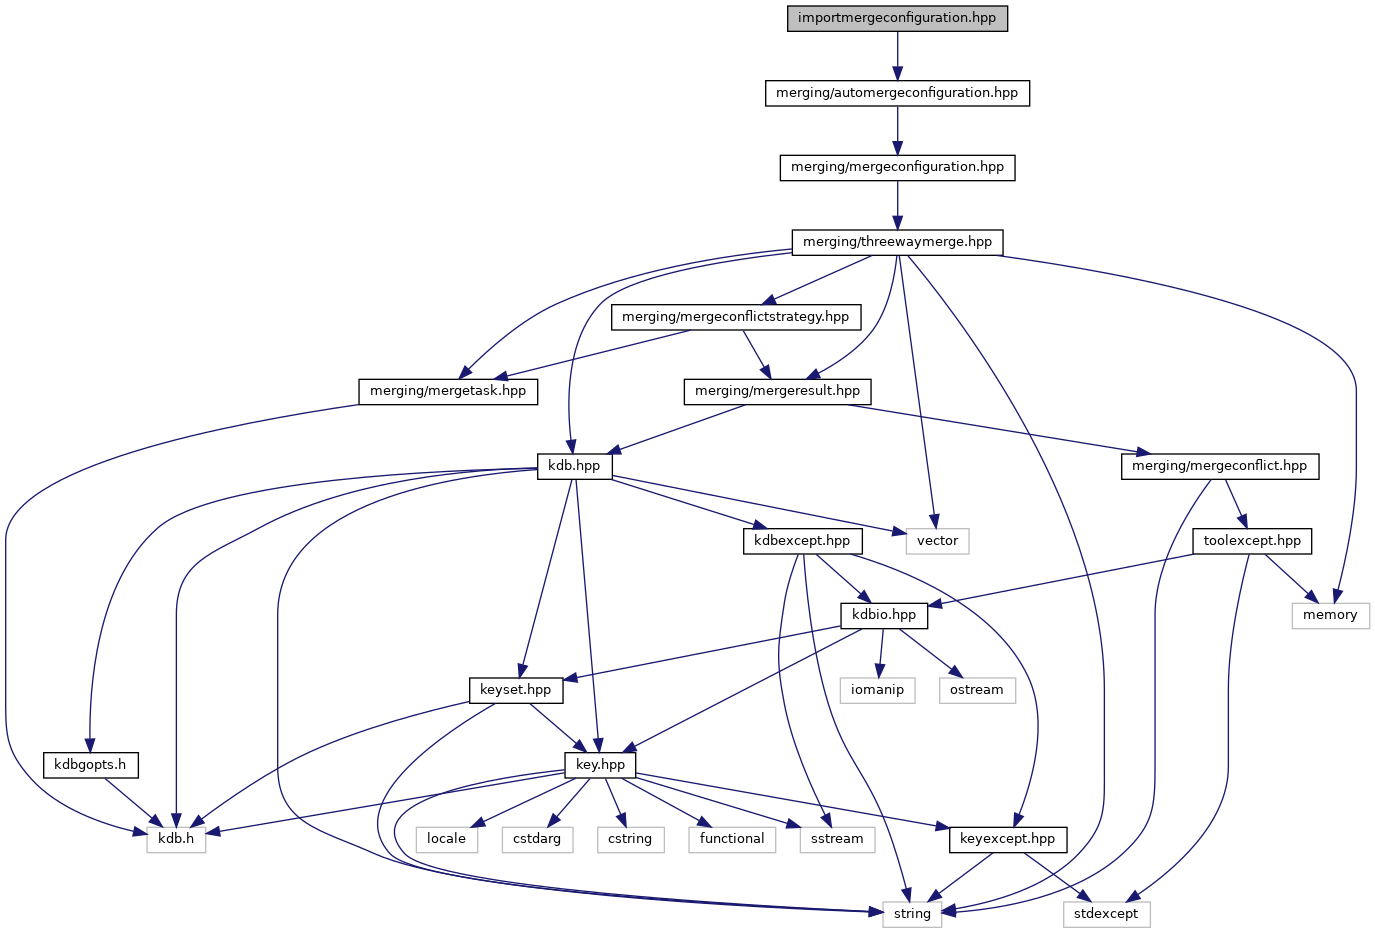 importmergeconfiguration.hpp
merging/automergeconfiguration.hpp
merging/mergeconfiguration.hpp
merging/threewaymerge.hpp
merging/mergeconflictstrategy.hpp
merging/mergetask.hpp
merging/mergeresult.hpp
kdb.hpp
merging/mergeconflict.hpp
kdbexcept.hpp
vector
toolexcept.hpp
kdbio.hpp
memory
keyset.hpp
iomanip
ostream
kdbgopts.h
key.hpp
kdb.h
locale
cstdarg
cstring
functional
sstream
keyexcept.hpp
string
stdexcept